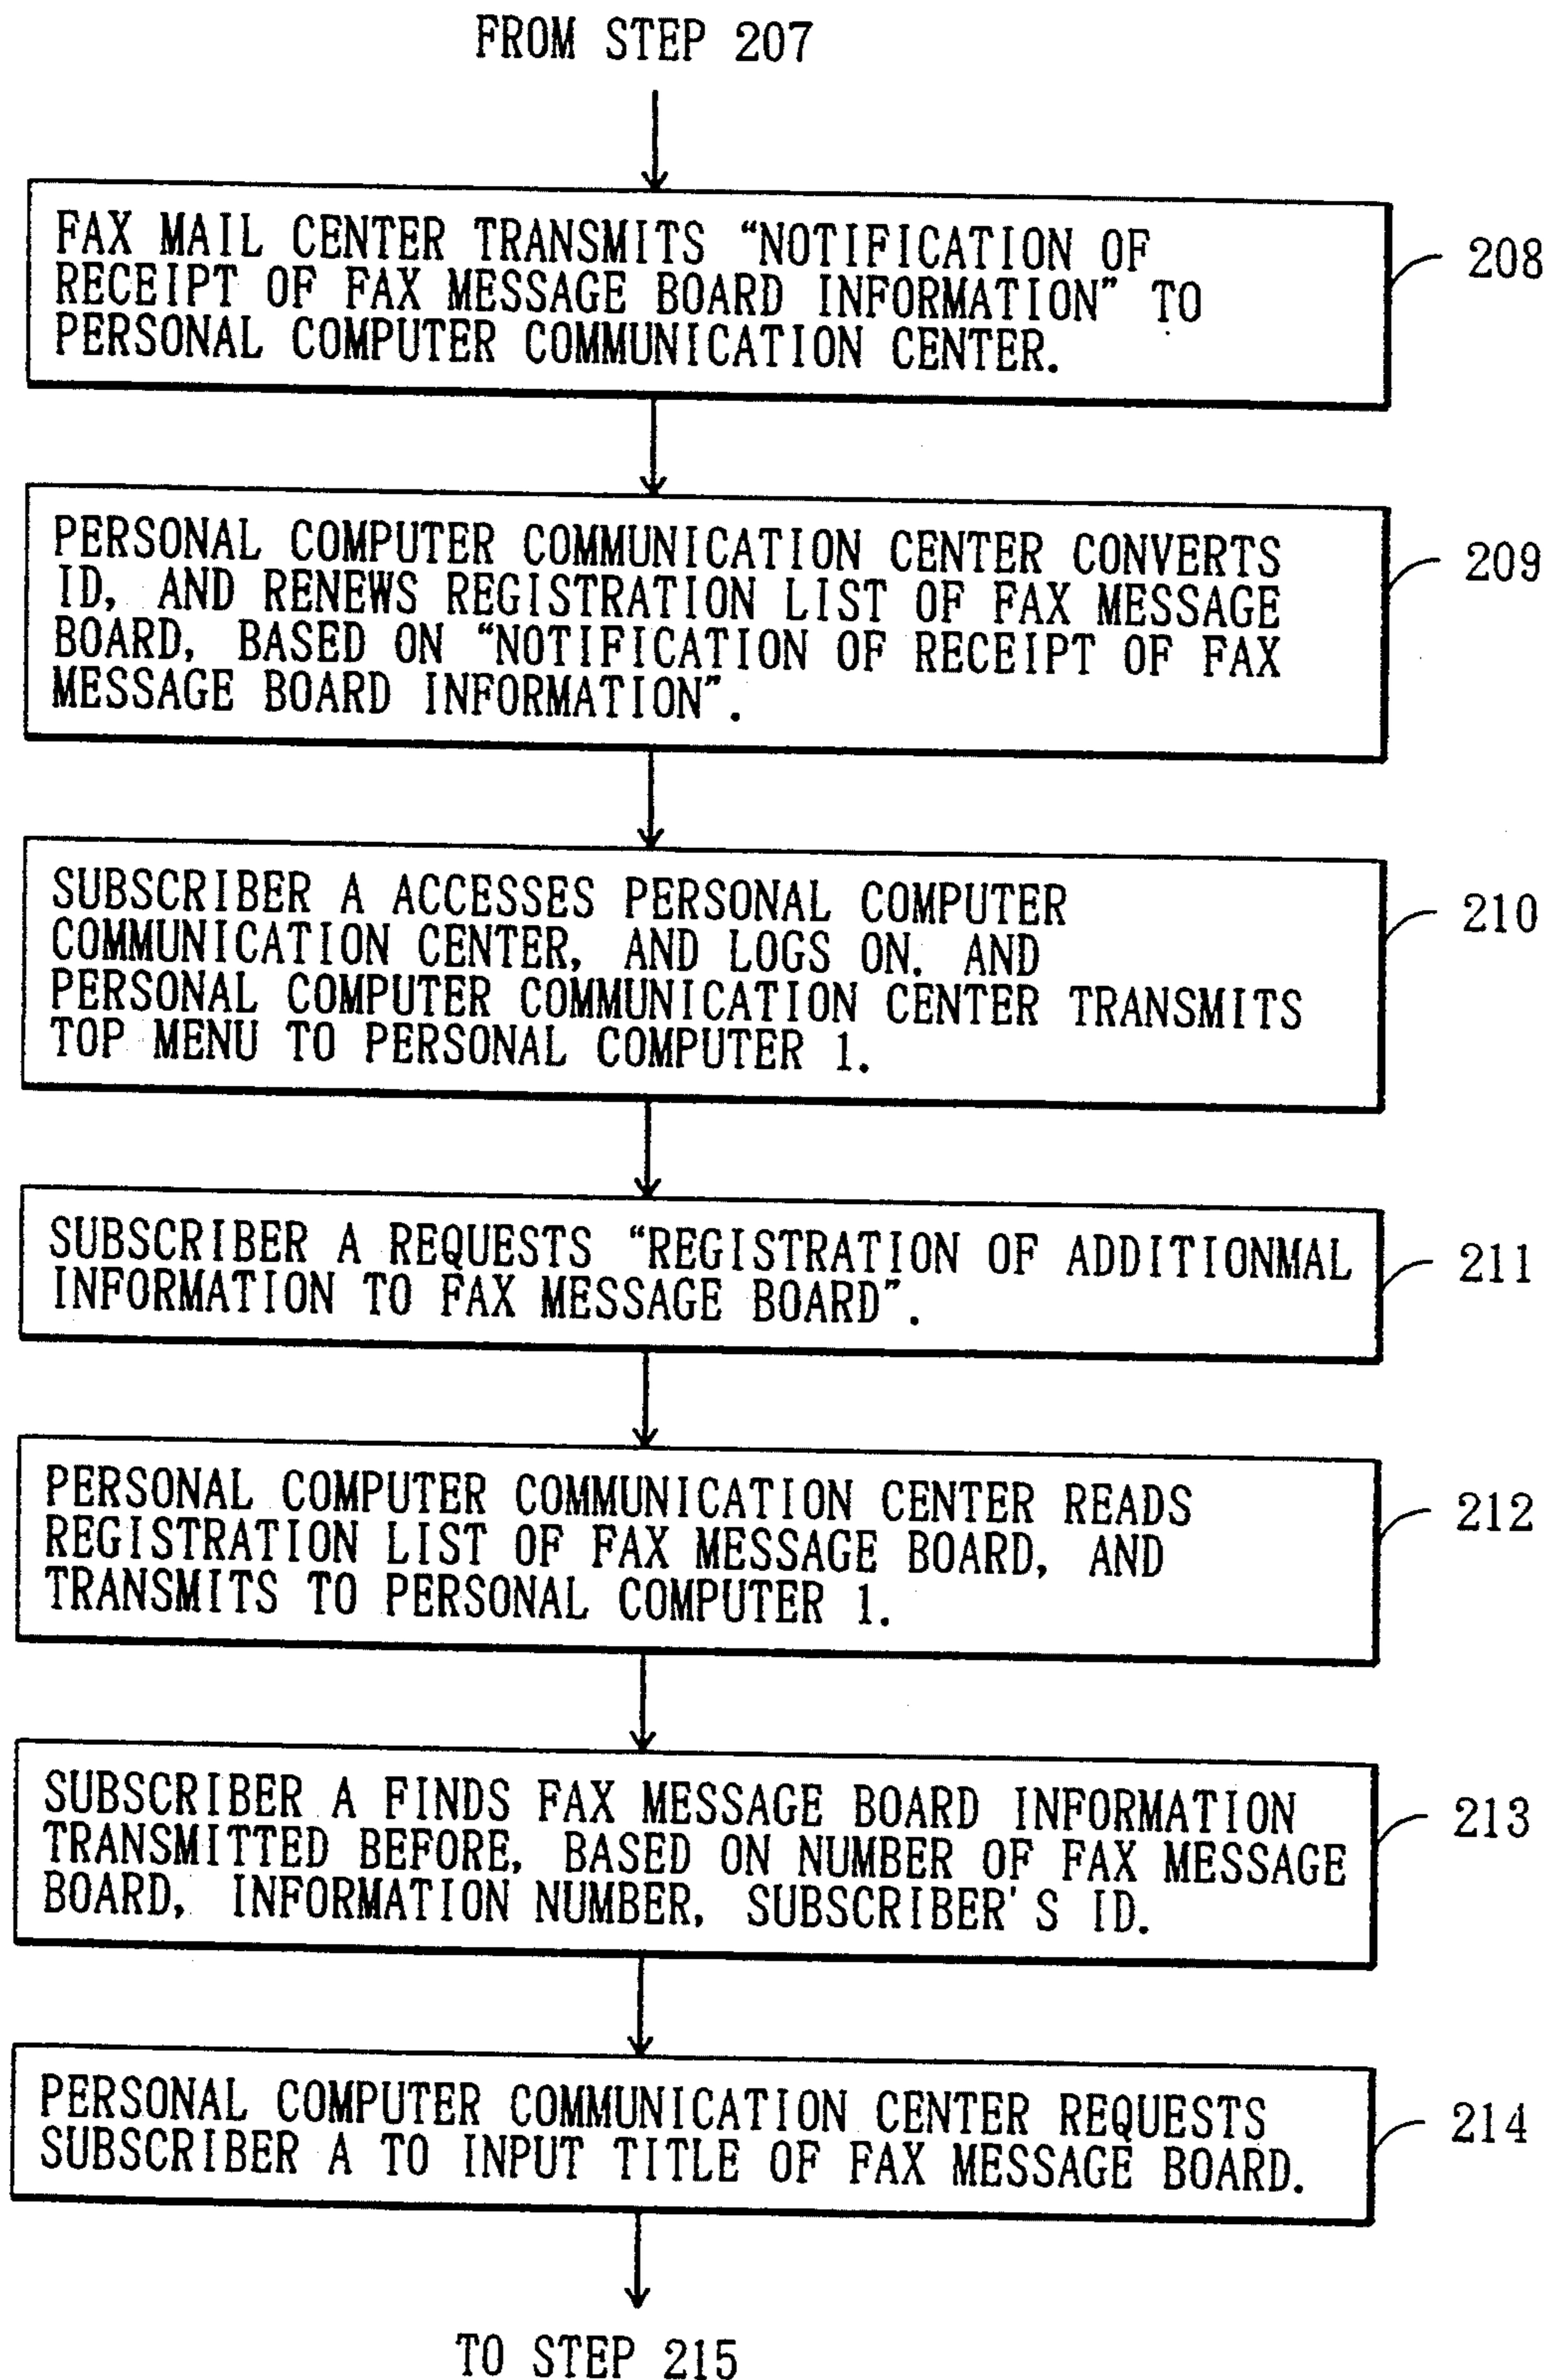 FROM STEP 207
FAX MAIL CENTER TRANSMITS “NOTIFICATION OF
RECEIPT OF FAX MESSAGE BOARD INFORMATION” TO
PERSONAL COMPUTER COMMUNICATION CENTER.
208
PERSONAL COMPUTER COMMUNICATION CENTER CONVERTS
ID, AND RENEWS REGISTRATION LIST OF FAX MESSAGE
BOARD, BASED ON “NOTIFICATION OF RECEIPT OF FAX
MESSAGE BOARD INFORMATION”.
209
SUBSCRIBER A ACCESSES PERSONAL COMPUTER
COMMUNICATION CENTER, AND LOGS ON. AND
PERSONAL COMPUTER COMMUNICATION CENTER TRANSMITS
TOP MENU TO PERSONAL COMPUTER 1.
210
SUBSCRIBER A REQUESTS “REGISTRATION OF ADDITIONMAL
INFORMATION TO FAX MESSAGE BOARD”.
211
PERSONAL COMPUTER COMMUNICATION CENTER READS
REGISTRATION LIST OF FAX MESSAGE BOARD, AND
TRANSMITS TO PERSONAL COMPUTER 1.
212
SUBSCRIBER A FINDS FAX MESSAGE BOARD INFORMATION
TRANSMITTED BEFORE, BASED ON NUMBER OF FAX MESSAGE
BOARD, INFORMATION NUMBER, SUBSCRIBER'S ID.
213
PERSONAL COMPUTER COMMUNICATION CENTER REQUESTS
SUBSCRIBER A TO INPUT TITLE OF FAX MESSAGE BOARD.
214
TO STEP 215